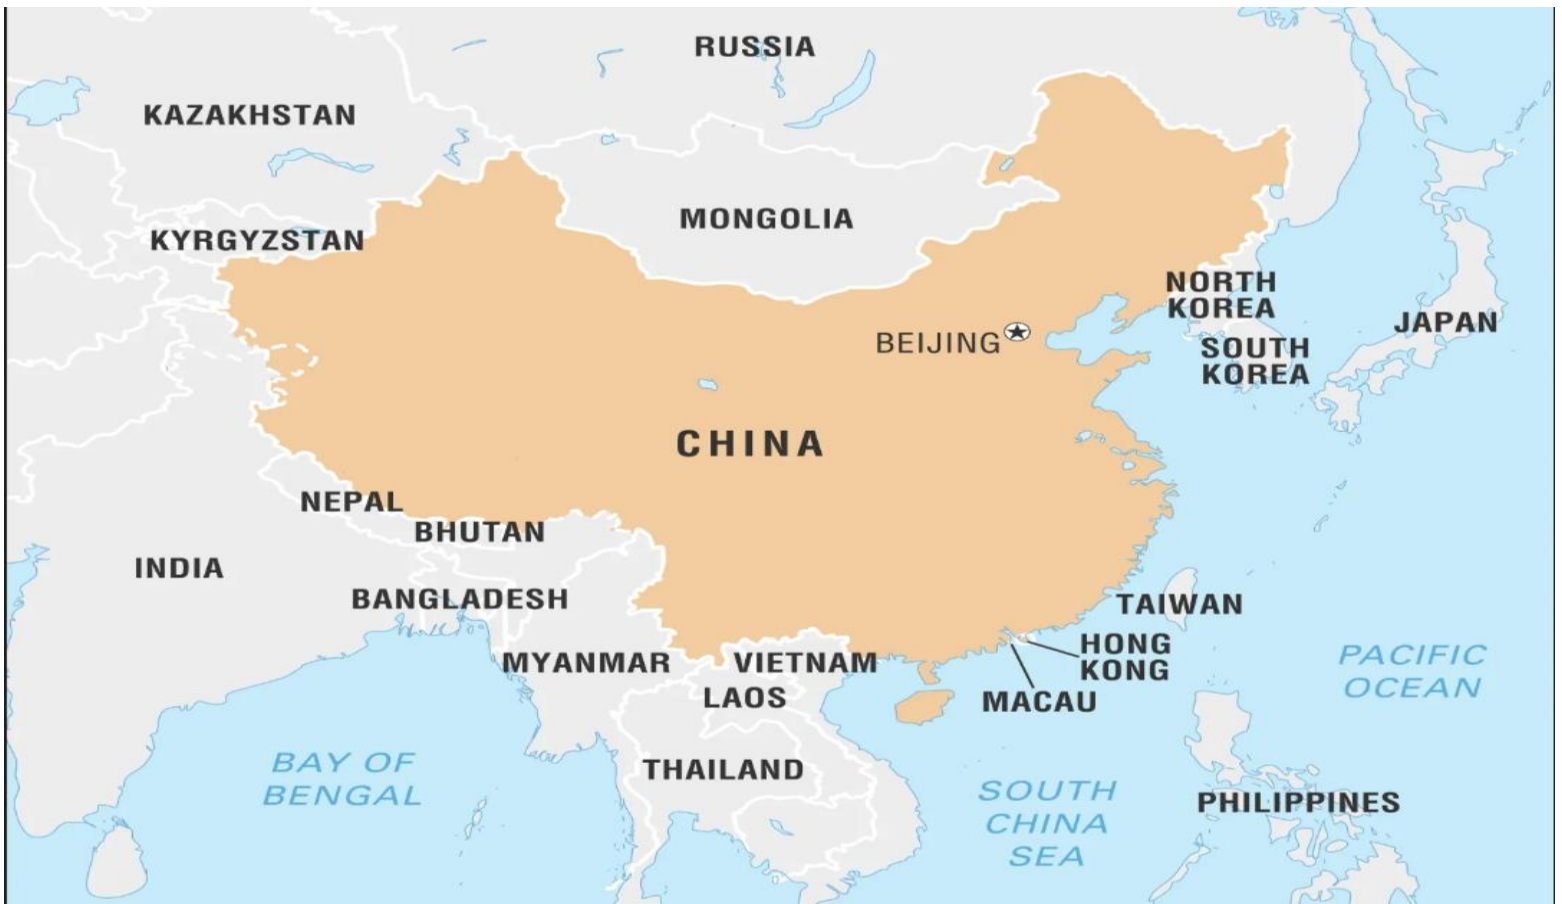 RUSSIA
KAZAKHSTAN
MONGOLIA
KYRGYZSTAN
NORTH
KOREA
JAPAN
BEIJING
SOUTH
KOREA
CHINA
NEPAL
BHUTAN
INDIA
BANGLADESH
TAIWAN
HONG
KONG
MYANMAR
VIETNAM
LAOS
MACAU
PACIFIC
OCEAN
THAILAND
BAY OF
BENGAL
SOUTH
CHINA
SEA
PHILIPPINES